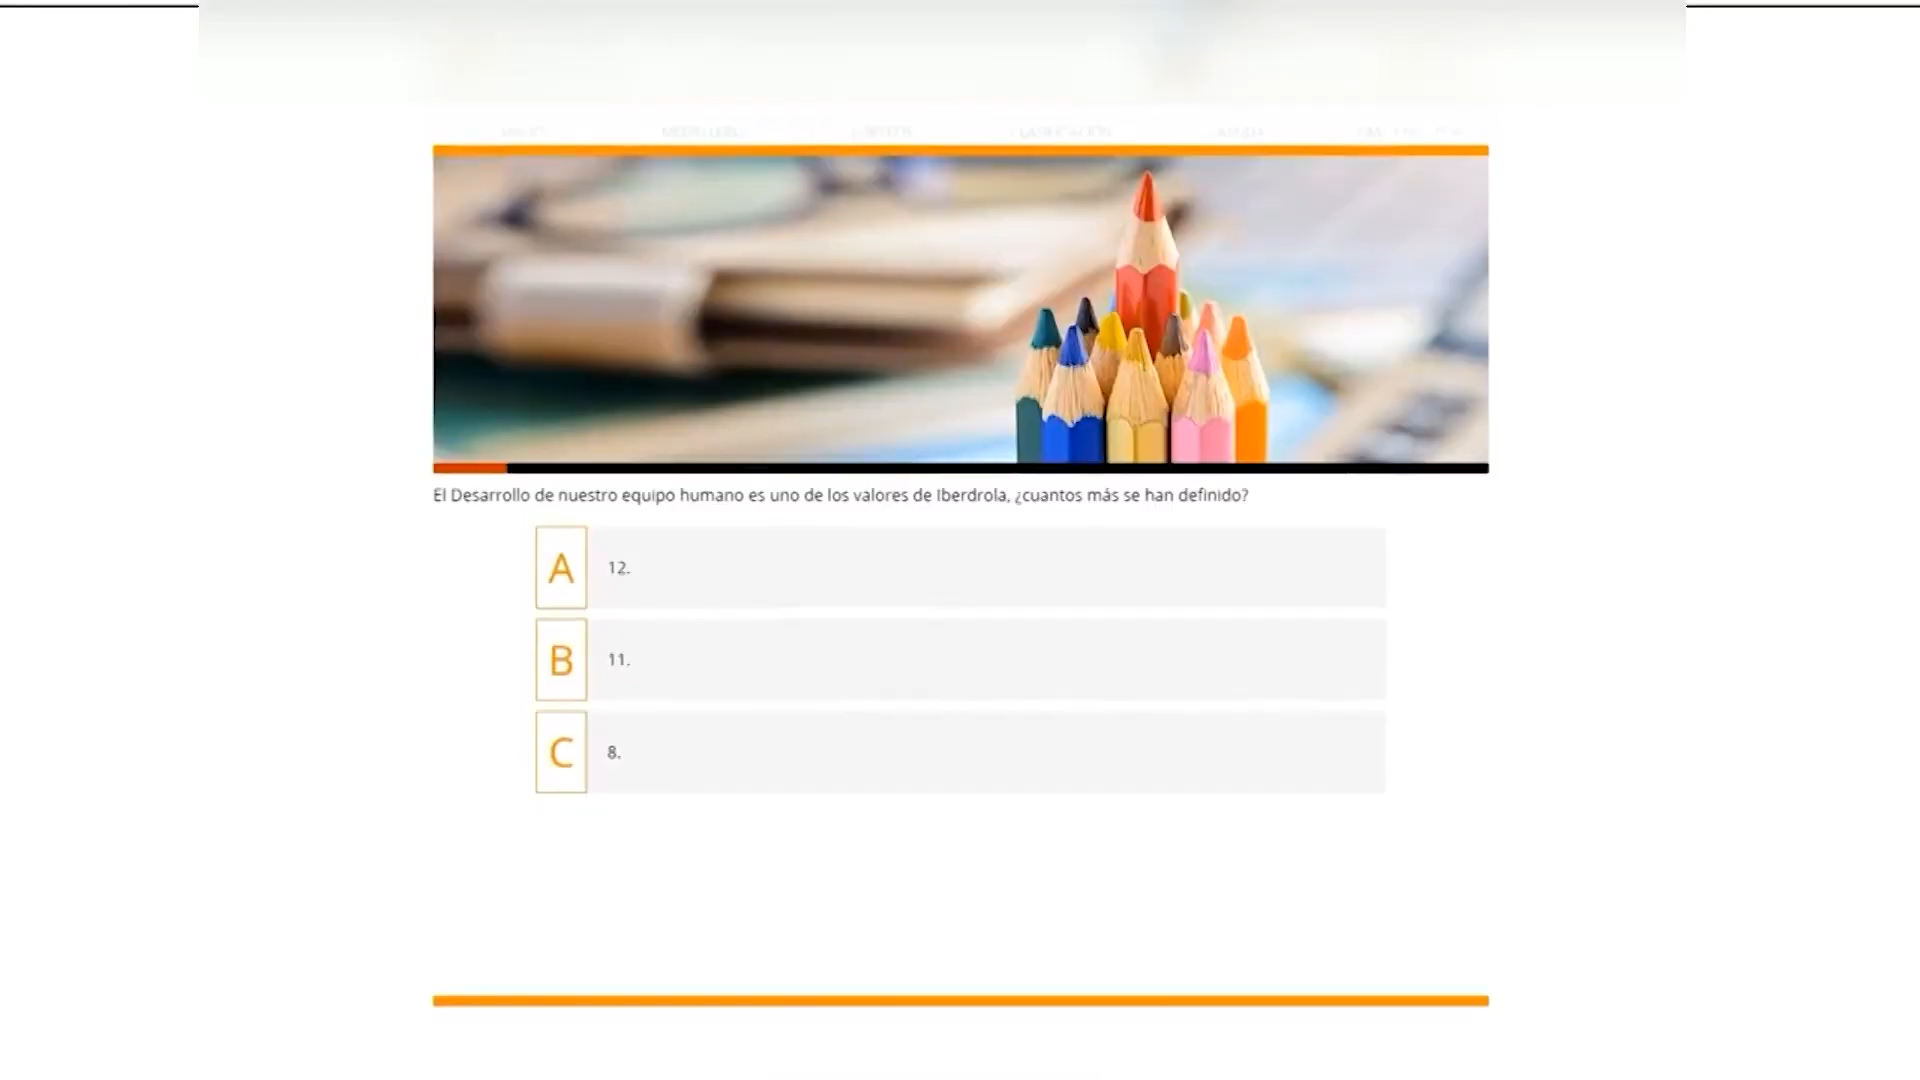 El Desarrollo de nuestro equipo humano es uno de los valores de Iberdrola, ¿cuantos más se han definido?
A 12.
B 11.
C 8.